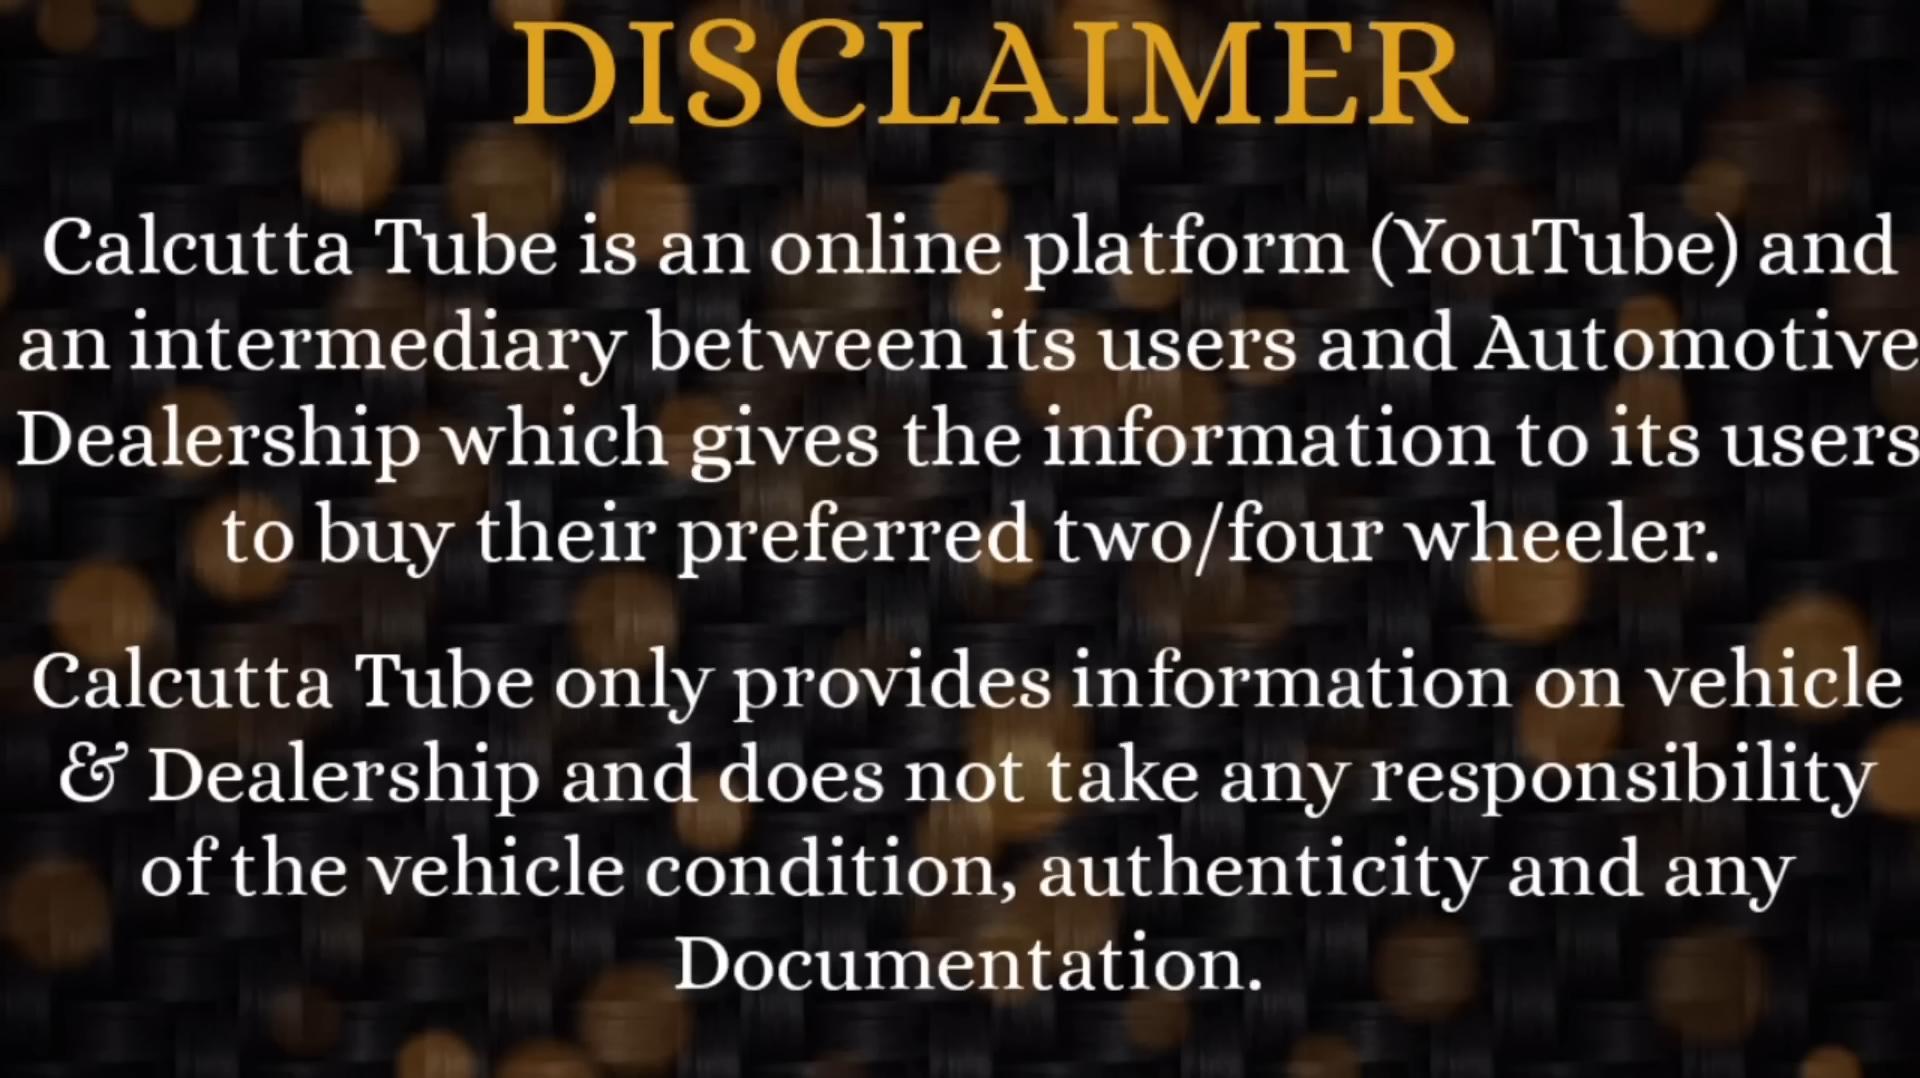 DISCLAIMER
Calcutta Tube is an online platform (YouTube) and
an intermediary between its users and Automotive
Dealership which gives the information to its users
to buy their preferred two/four wheeler.
Calcutta Tube only provides information on vehicle
& Dealership and does not take any responsibility
of the vehicle condition, authenticity and any
Documentation.